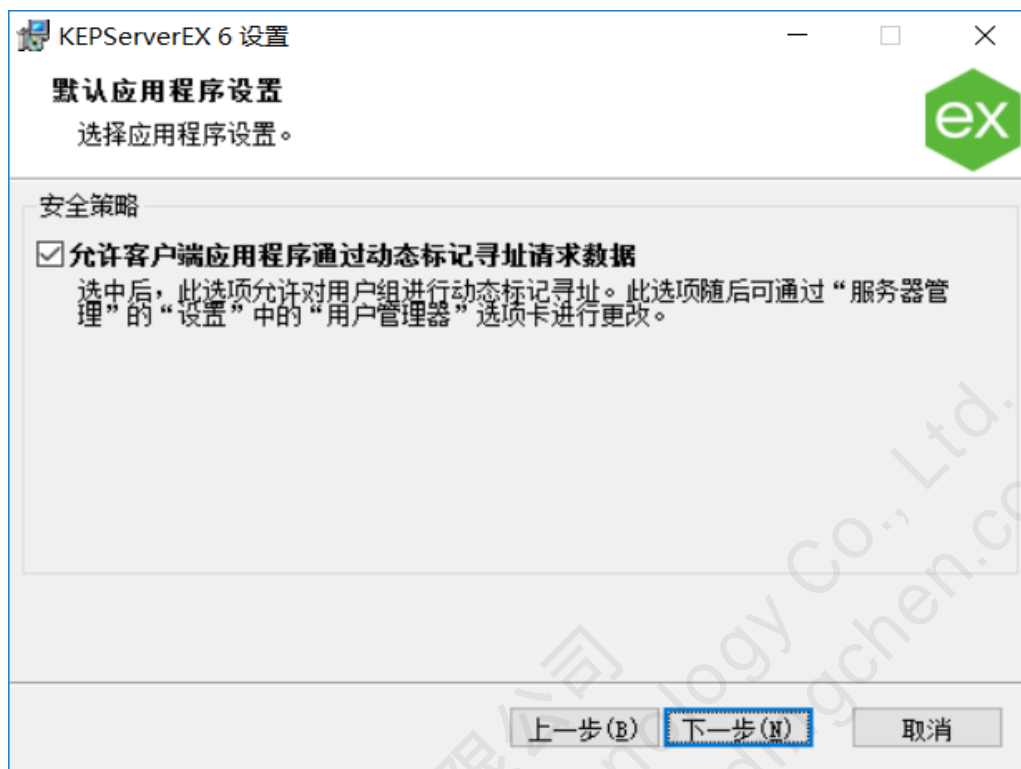 KEPServerEX 6 设置
默认应用程序设置
选择应用程序设置。
ex
安全策略
允许客户端应用程序通过动态标记寻址请求数据
选中后，此选项允许对用户组进行动态标记寻址。此选项随后可通过“服务器管
理”的“设置”中的“用户管理器”选项卡进行更改。
Co., Ltd.
上一步(B)
下一步(N)
取消